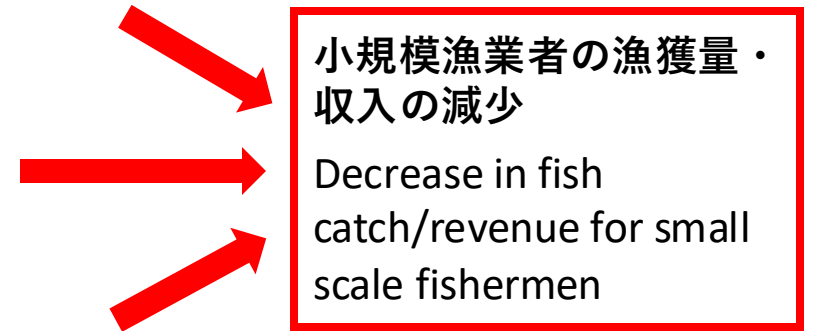 小規模漁業者の漁獲量・
収入の減少
Decrease in fish
catch/revenue for small
scale fishermen